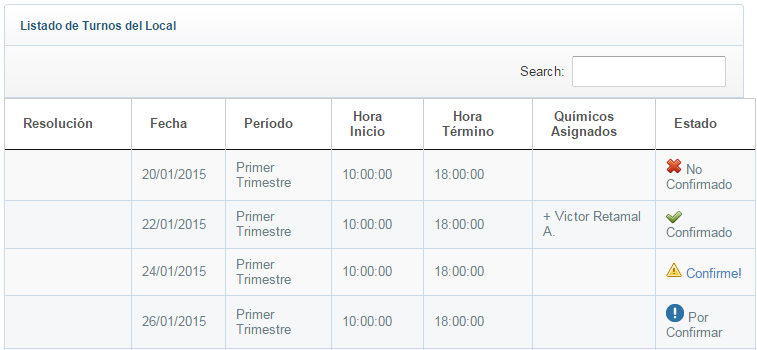 Listado de Turnos del Local
Search:
Resolución Fecha Período Hora Inicio Hora Término Químicos Asignados Estado
20/01/2015 Primer Trimestre 10:00:00 18:00:00 No Confirmado
22/01/2015 Primer Trimestre 10:00:00 18:00:00 + Victor Retamal A. Confirmado
24/01/2015 Primer Trimestre 10:00:00 18:00:00 Confirme!
26/01/2015 Primer Trimestre 10:00:00 18:00:00 Por Confirmar